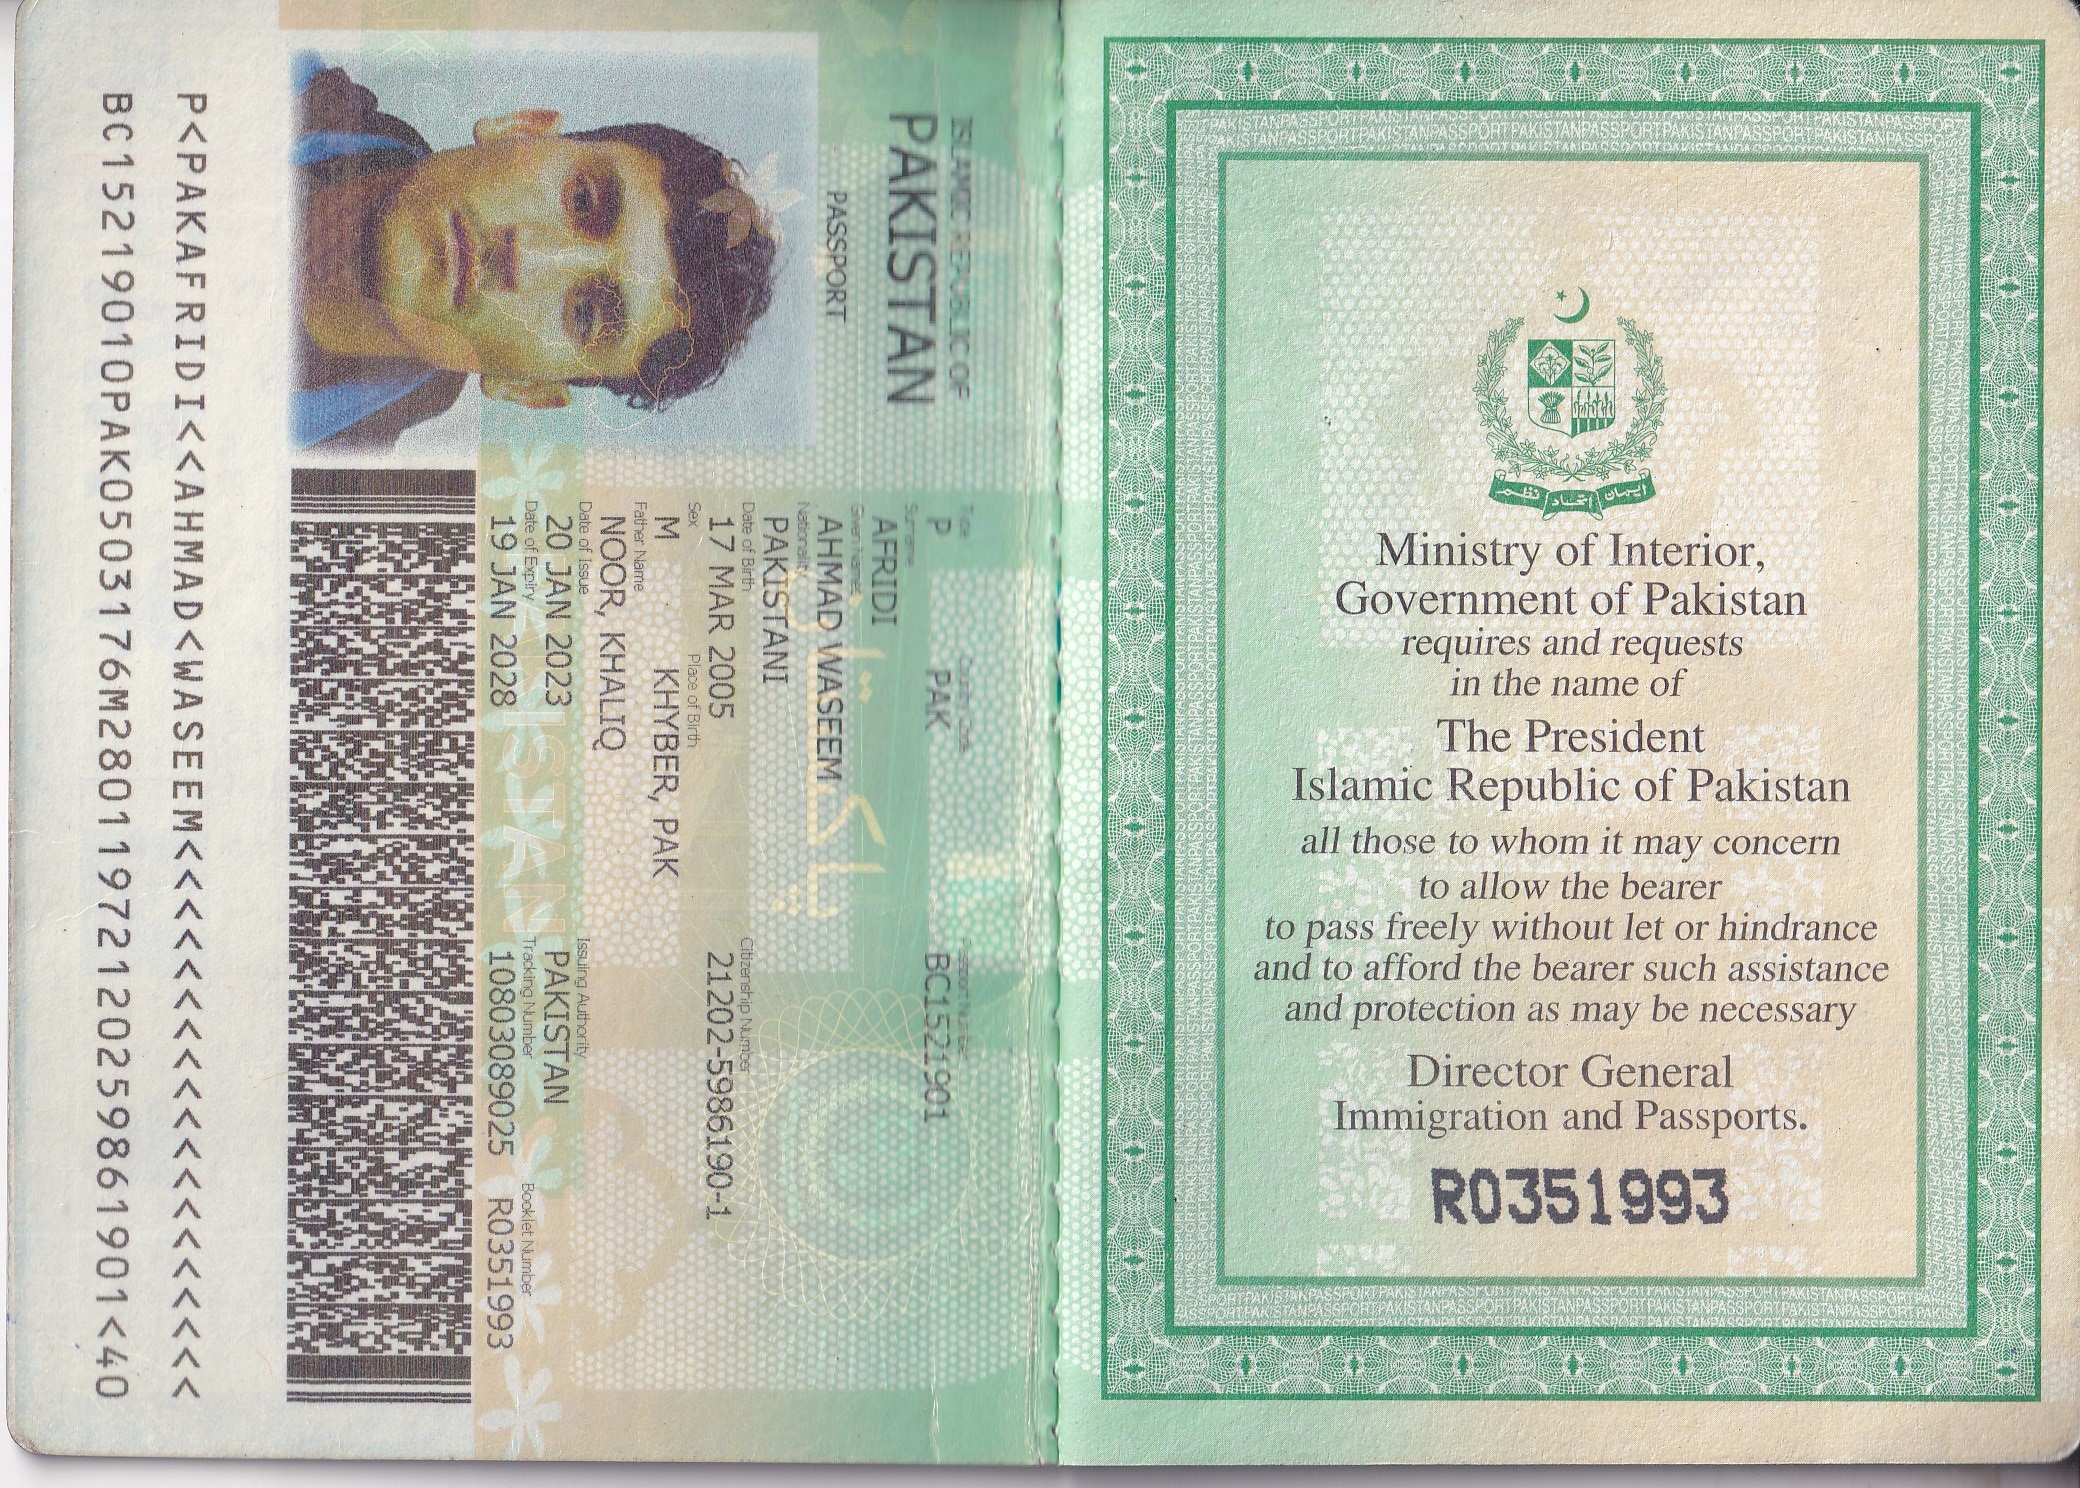 ISLAMIC REPUBLIC OF
PAKISTAN
PASSPORT
Type Country Code Passport Number
P PAK BC1521901
Surname
AFRIDI
Given Names
AHMAD WASEEM
Nationality
PAKISTANI
Date of Birth Citizenship Number
17 MAR 2005 21202-5986190-1
Sex Place of Birth
M KHYBER, PAK
Father Name
NOOR, KHALIQ
Date of Issue Issuing Authority
20 JAN 2023 PAKISTAN
Date of Expiry Tracking Number Booklet Number
19 JAN 2028 10803089025 R0351993
پاکستان
PAKISTAN
P<PAKAFRIDI<<AHMAD<WASEEM<<<<<<<<<<<<<<<<<<<
BC15219010PAK0503176M28011972120259861901<40
ایمان اتحاد نظم
Ministry of Interior,
Government of Pakistan
requires and requests
in the name of
The President
Islamic Republic of Pakistan
all those to whom it may concern
to allow the bearer
to pass freely without let or hindrance
and to afford the bearer such assistance
and protection as may be necessary
Director General
Immigration and Passports.
R0351993